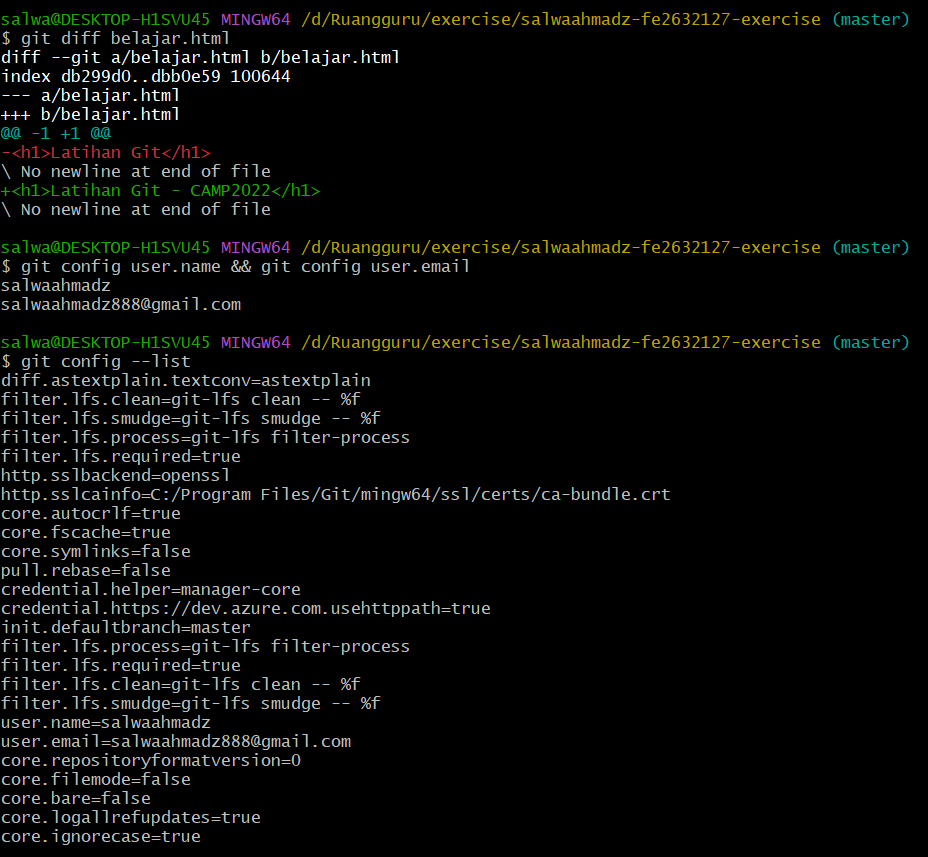 salwa@DESKTOP-H1SVU45 MINGW64 /d/Ruangguru/exercise/salwaahmadz-fe2632127-exercise (master)
$ git diff belajar.html
diff --git a/belajar.html b/belajar.html
index db299d0..dbb0e59 100644
--- a/belajar.html
+++ b/belajar.html
@@ -1 +1 @@
-<h1>Latihan Git</h1>
\ No newline at end of file
+<h1>Latihan Git - CAMP2022</h1>
\ No newline at end of file
salwa@DESKTOP-H1SVU45 MINGW64 /d/Ruangguru/exercise/salwaahmadz-fe2632127-exercise (master)
$ git config user.name && git config user.email
salwaahmadz
salwaahmadz888@gmail.com
salwa@DESKTOP-H1SVU45 MINGW64 /d/Ruangguru/exercise/salwaahmadz-fe2632127-exercise (master)
$ git config --list
diff.astextplain.textconv=astextplain
filter.lfs.clean=git-lfs clean -- %f
filter.lfs.smudge=git-lfs smudge -- %f
filter.lfs.process=git-lfs filter-process
filter.lfs.required=true
http.sslbackend=openssl
http.sslcainfo=C:/Program Files/Git/mingw64/ssl/certs/ca-bundle.crt
core.autocrlf=true
core.fscache=true
core.symlinks=false
pull.rebase=false
credential.helper=manager-core
credential.https://dev.azure.com.usehttppath=true
init.defaultbranch=master
filter.lfs.process=git-lfs filter-process
filter.lfs.required=true
filter.lfs.clean=git-lfs clean -- %f
filter.lfs.smudge=git-lfs smudge -- %f
user.name=salwaahmadz
user.email=salwaahmadz888@gmail.com
core.repositoryformatversion=0
core.filemode=false
core.bare=false
core.logallrefupdates=true
core.ignorecase=true